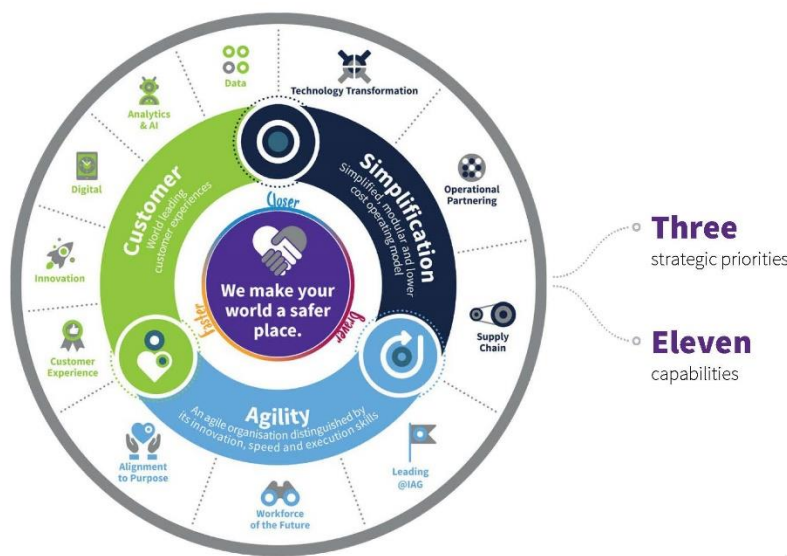 Data
Technology Transformation
Analytics
& AI
Digital
Operational
Partnering
Innovation
Customer
Experience
Supply
Chain
Alignment
to Purpose
Workforce
of the Future
Leading
@IAG
Customer
World leading
customer experiences
Simplification
Simplified, modular and lower
cost operating model
Agility
An agile organisation distinguished by
its innovation, speed and execution skills
Closer
Braver
Faster
We make your
world a safer
place.
Three
strategic priorities
Eleven
capabilities